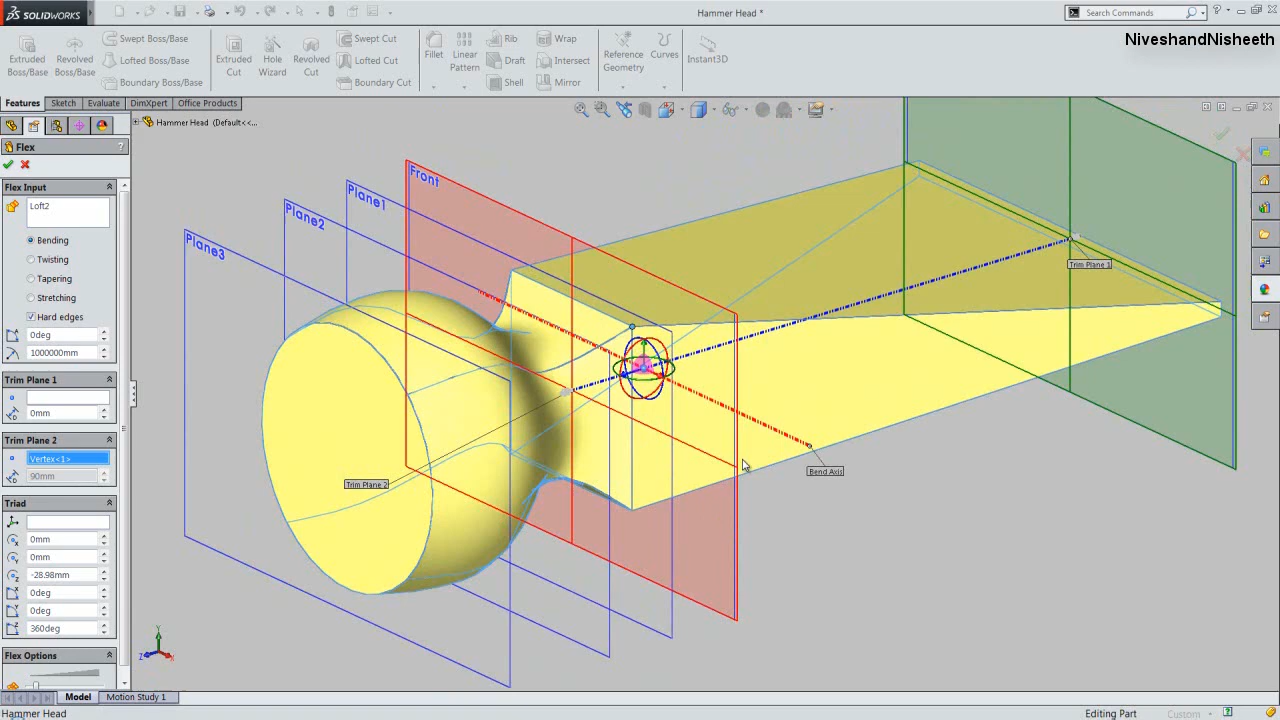 SOLIDWORKS
Hammer Head *
Search Commands
NiveshandNisheeth
Extruded Boss/Base
Revolved Boss/Base
Swept Boss/Base
Lofted Boss/Base
Boundary Boss/Base
Extruded Cut
Hole Wizard
Revolved Cut
Swept Cut
Lofted Cut
Boundary Cut
Fillet
Linear Pattern
Rib
Draft
Shell
Wrap
Intersect
Mirror
Reference Geometry
Curves
Instant3D
Features
Sketch
Evaluate
DimXpert
Office Products
Hammer Head (Default<<...
Flex
?
Flex Input
Loft2
Bending
Twisting
Tapering
Stretching
Hard edges
0deg
1000000mm
Trim Plane 1
0mm
Trim Plane 2
Vertex<1>
90mm
Triad
0mm
0mm
-28.98mm
0deg
0deg
360deg
Flex Options
Front
Plane1
Plane2
Plane3
Trim Plane 1
Bend Axis
Trim Plane 2
Y
Z
X
Model
Motion Study 1
Hammer Head
Editing Part
Custom